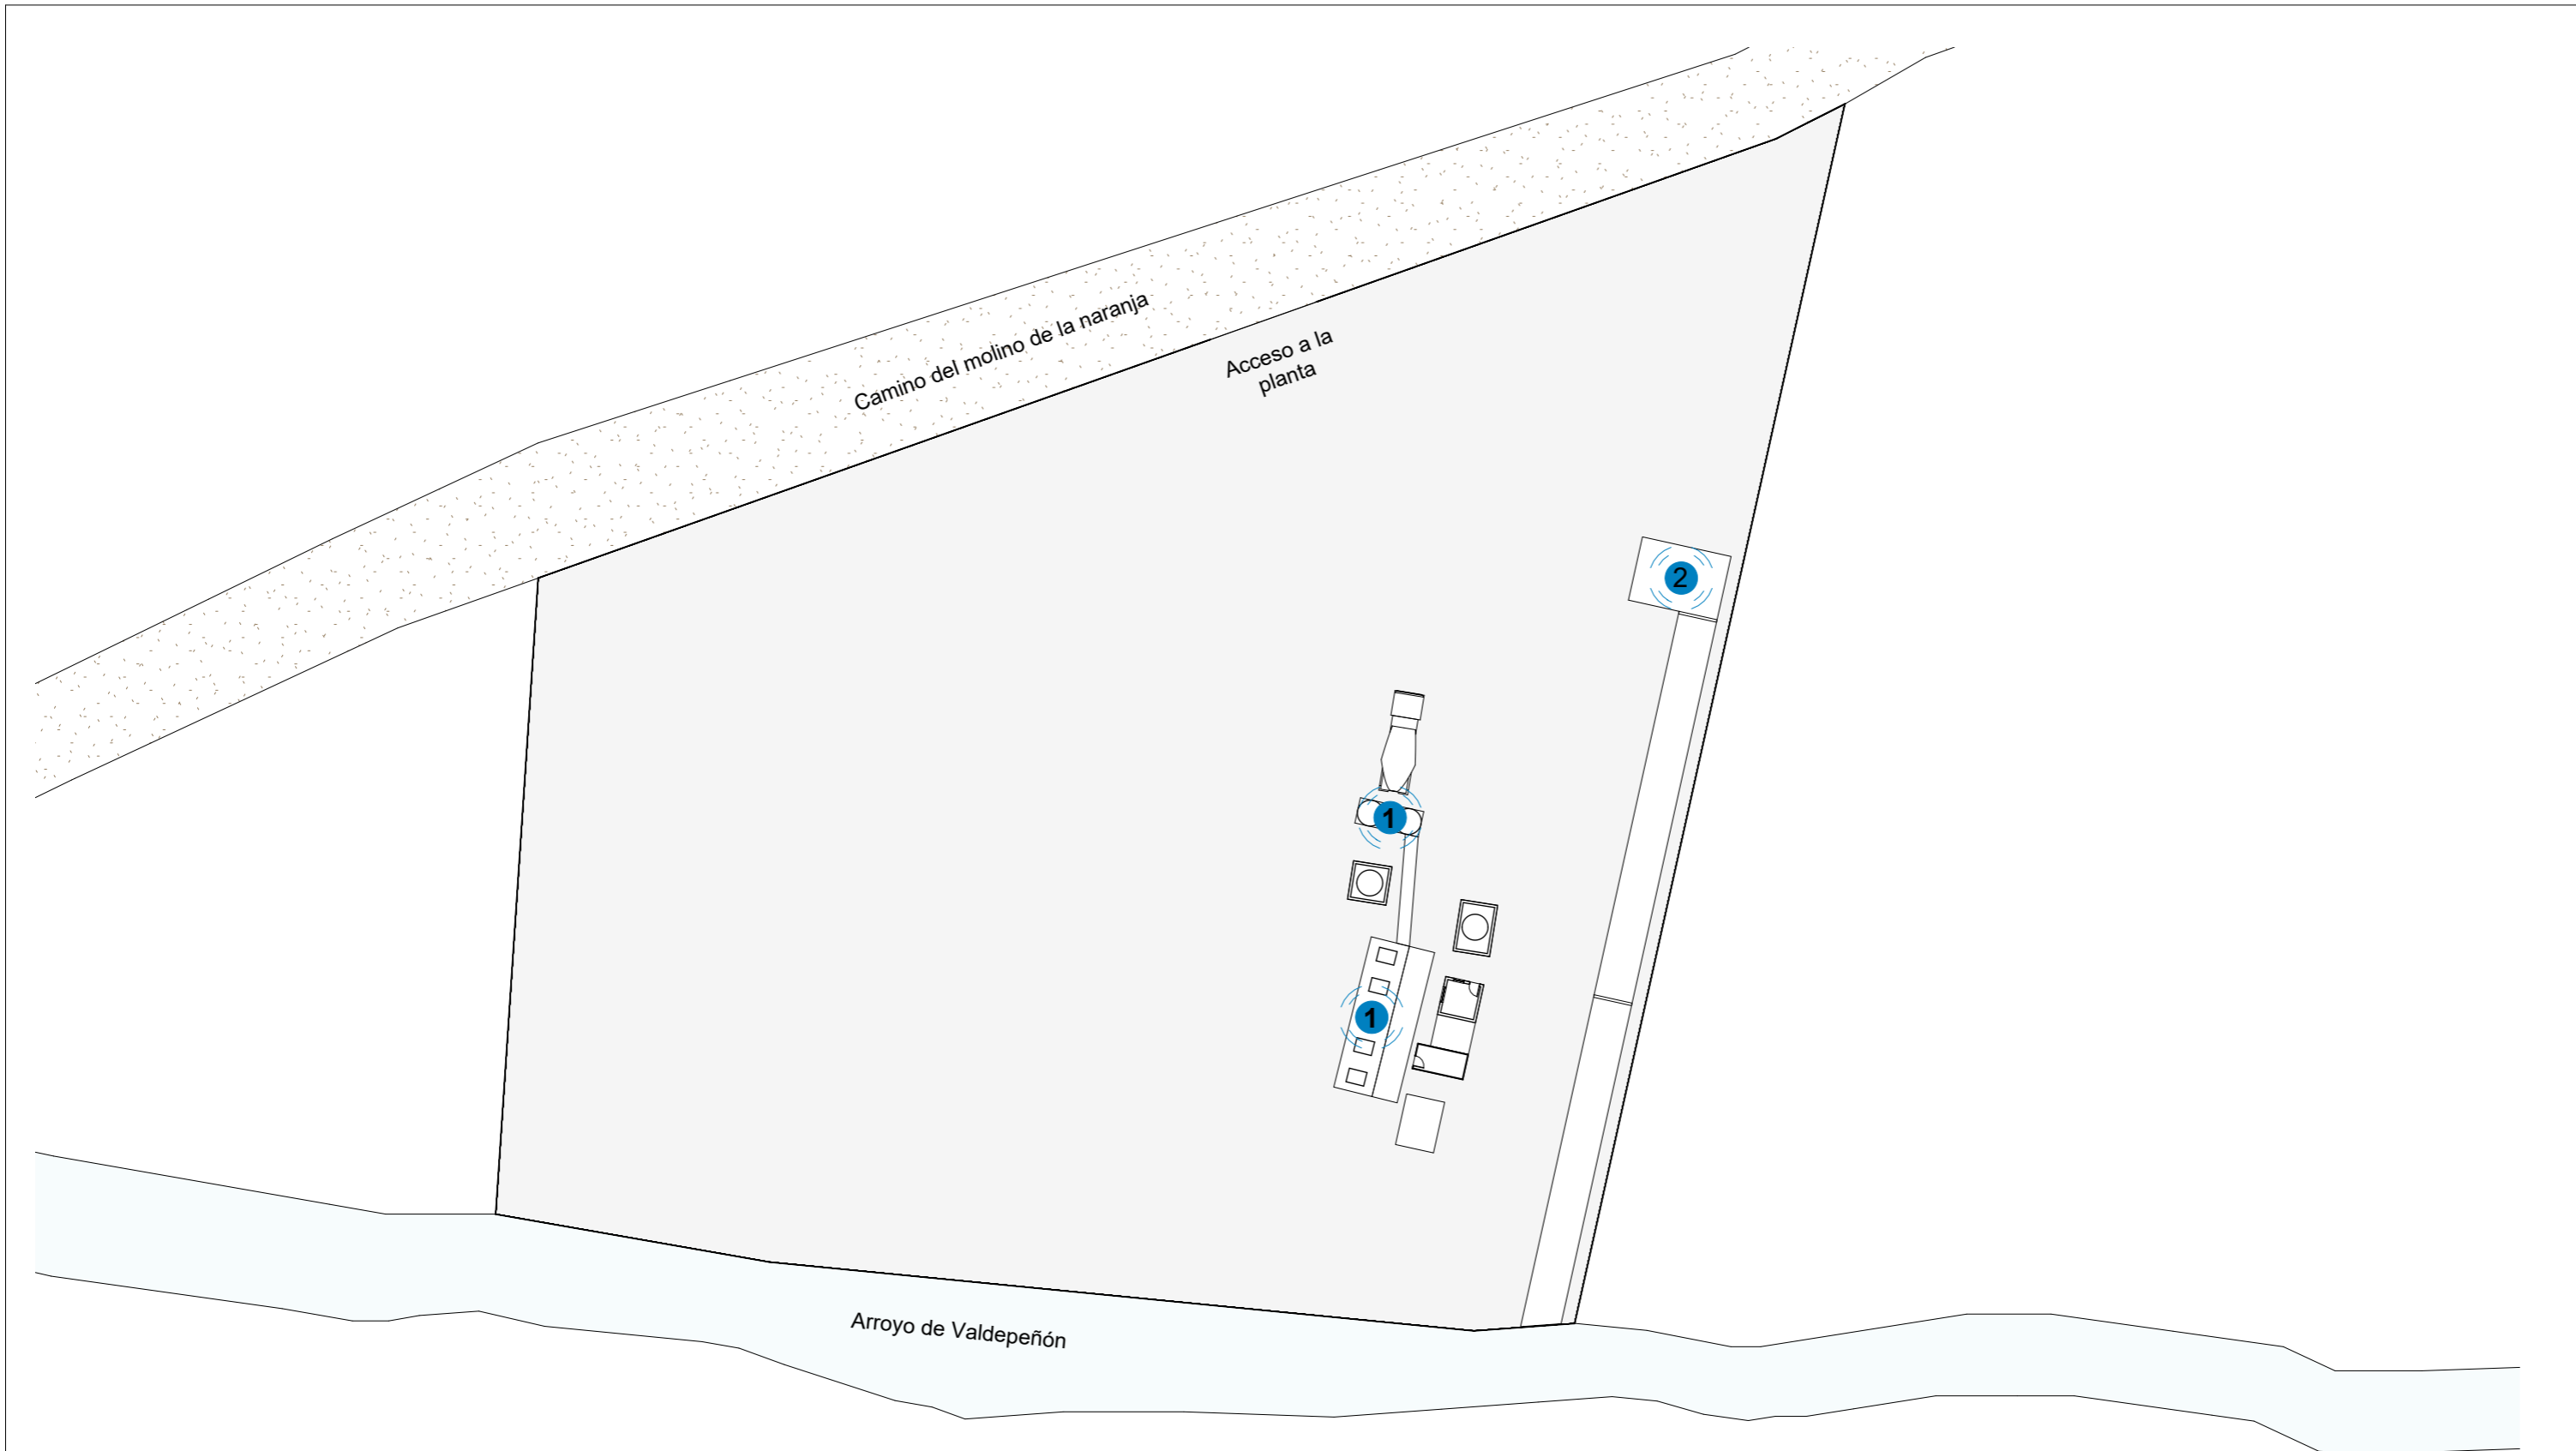 Camino del molino de la naranja
Acceso a la
planta
2
1
1
Arroyo de Valdepeñón